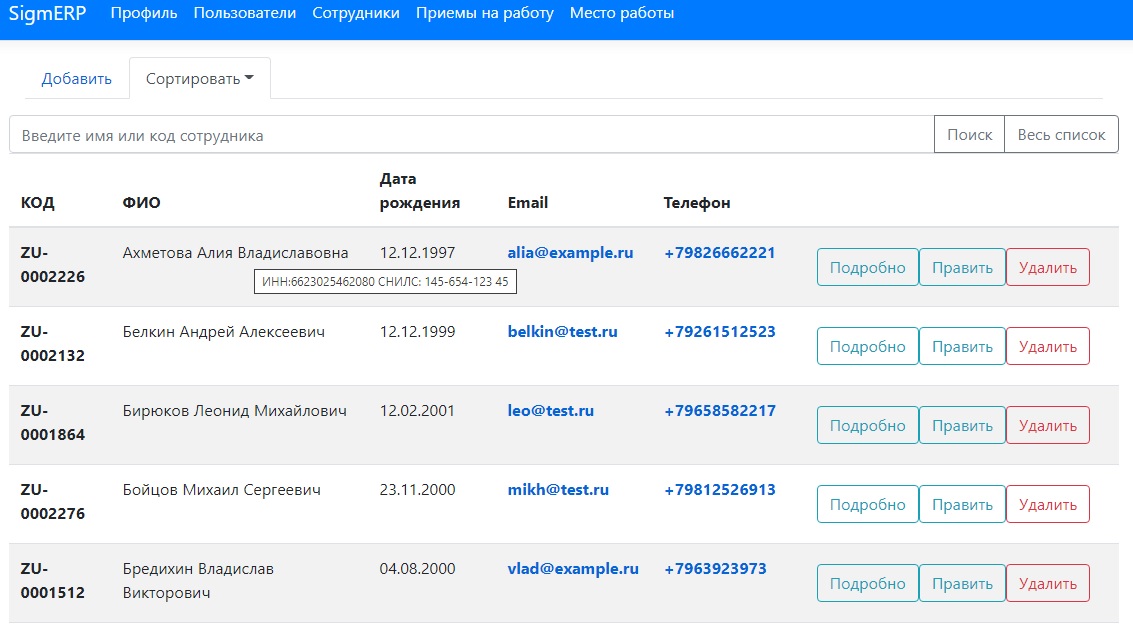 SigmERP Профиль Пользователи Сотрудники Приемы на работу Место работы
Добавить Сортировать
Введите имя или код сотрудника Поиск Весь список
КОД ФИО Дата рождения Email Телефон
ZU-0002226 Ахметова Алия Владиславовна 12.12.1997 alia@example.ru +79826662221 Подробно Править Удалить
ИНН:6623025462080 СНИЛС: 145-654-123 45
ZU-0002132 Белкин Андрей Алексеевич 12.12.1999 belkin@test.ru +79261512523 Подробно Править Удалить
ZU-0001864 Бирюков Леонид Михайлович 12.02.2001 leo@test.ru +79658582217 Подробно Править Удалить
ZU-0002276 Бойцов Михаил Сергеевич 23.11.2000 mikh@test.ru +79812526913 Подробно Править Удалить
ZU-0001512 Бредихин Владислав Викторович 04.08.2000 vlad@example.ru +7963923973 Подробно Править Удалить